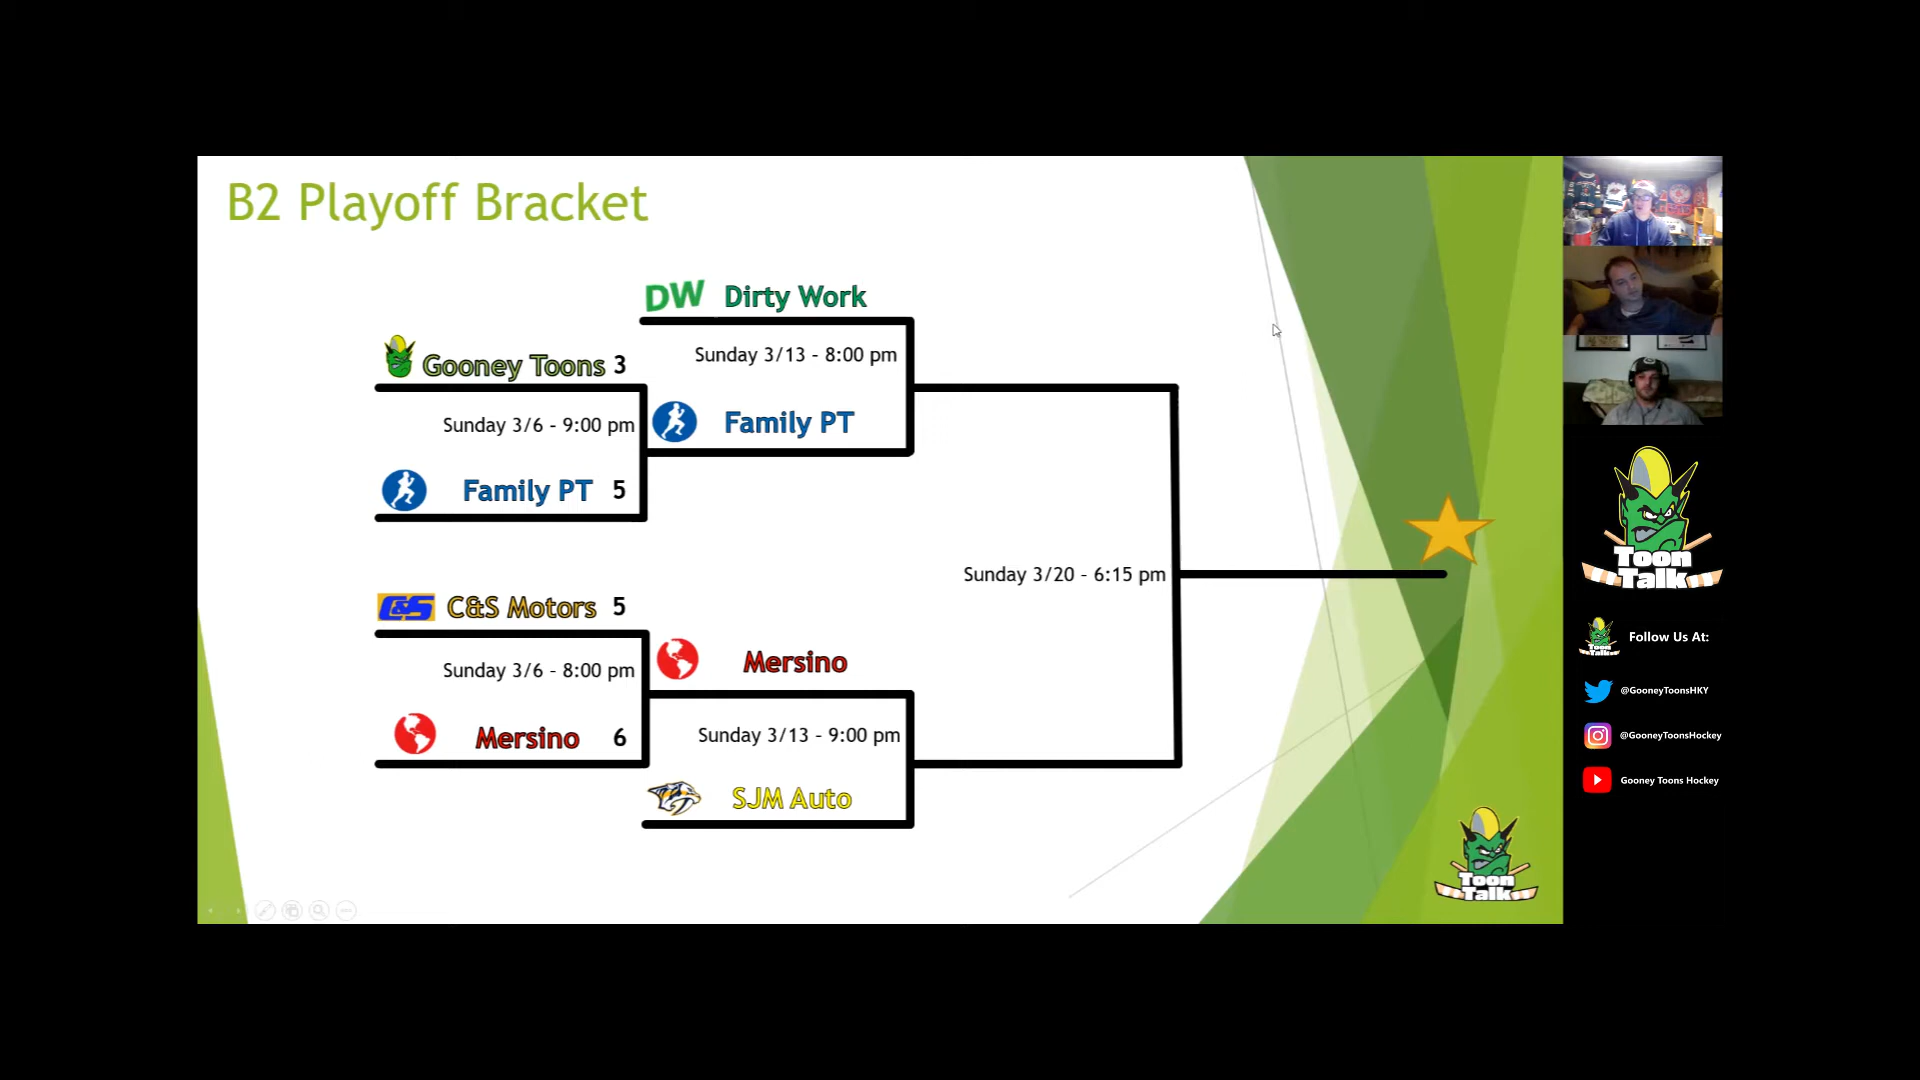 B2 Playoff Bracket
DW Dirty Work
Sunday 3/13 - 8:00 pm
Gooney Toons 3
Sunday 3/6 - 9:00 pm
Family PT
Family PT 5
Sunday 3/20 - 6:15 pm
C&S C&S Motors 5
Sunday 3/6 - 8:00 pm
Mersino
Mersino 6
Sunday 3/13 - 9:00 pm
SJM Auto
Toon
Talk
Toon
Talk
Toon
Talk
Follow Us At:
@GooneyToonsHKY
@GooneyToonsHockey
Gooney Toons Hockey